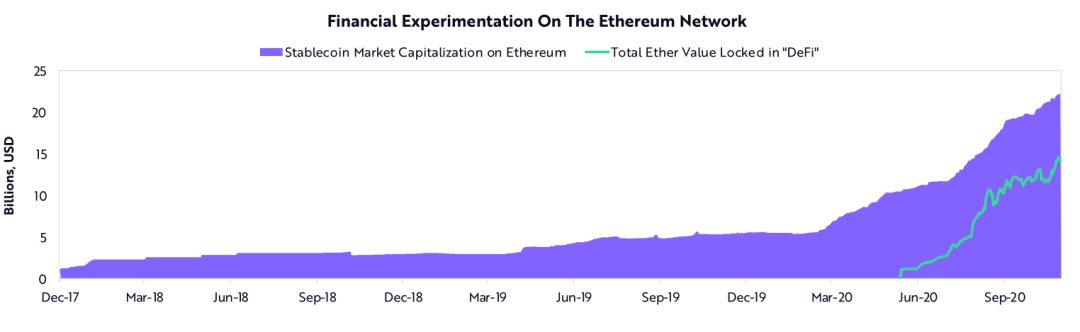 Financial Experimentation On The Ethereum Network
Stablecoin Market Capitalization on Ethereum Total Ether Value Locked in "DeFi"
Billions, USD
25
20
15
10
5
0
Dec-17 Mar-18 Jun-18 Sep-18 Dec-18 Mar-19 Jun-19 Sep-19 Dec-19 Mar-20 Jun-20 Sep-20